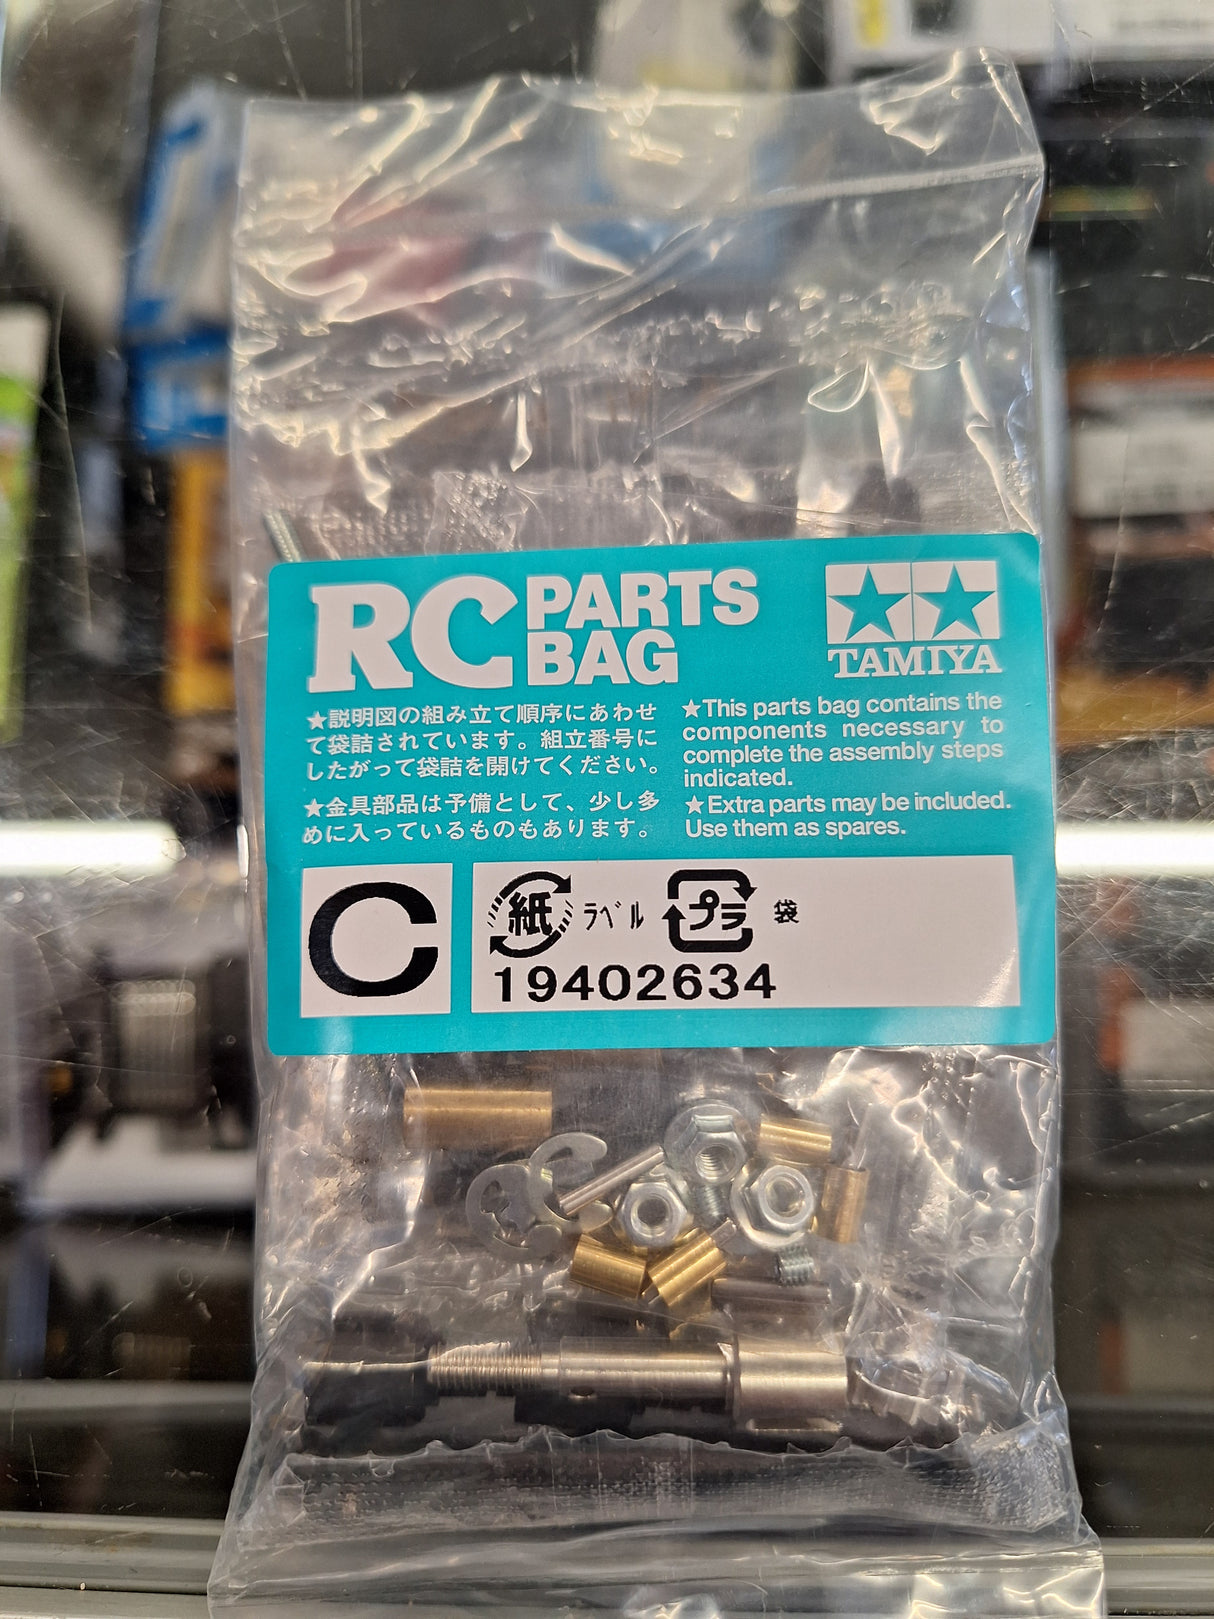 RC PARTS
BAG
TAMIYA
★説明図の組み立て順序にあわせ
て袋詰されています。組立番号に
したがって袋詰を開けてください。
★金具部品は予備として、少し多
めに入っているものもあります。
★This parts bag contains the
components necessary to
complete the assembly steps
indicated.
★Extra parts may be included.
Use them as spares.
C
紙 ラベル プラ 袋
19402634